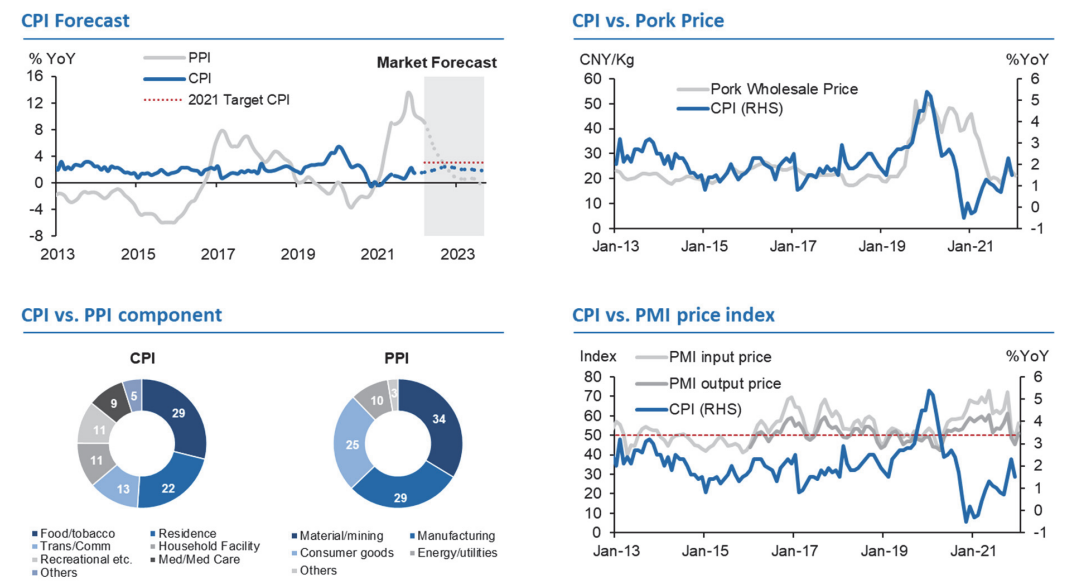 CPI Forecast
% YoY
PPI
CPI
2021 Target CPI
Market Forecast
16
12
8
4
0
-4
-8
2013 2015 2017 2019 2021 2023
CPI vs. Pork Price
CNY/Kg %YoY
Pork Wholesale Price
CPI (RHS)
60 6
50 5
40 4
30 3
20 2
10 1
0 0
-1
Jan-13 Jan-15 Jan-17 Jan-19 Jan-21
CPI vs. PPI component
CPI
29
22
13
11
11
9
5
Food/tobacco Residence
Trans/Comm Household Facility
Recreational etc. Med/Med Care
Others
PPI
34
29
25
10
3
Material/mining Manufacturing
Consumer goods Energy/utilities
Others
CPI vs. PMI price index
Index %YoY
PMI input price
PMI output price
CPI (RHS)
80 6
70 5
60 4
50 3
40 2
30 1
20 0
10 -1
0
Jan-13 Jan-15 Jan-17 Jan-19 Jan-21